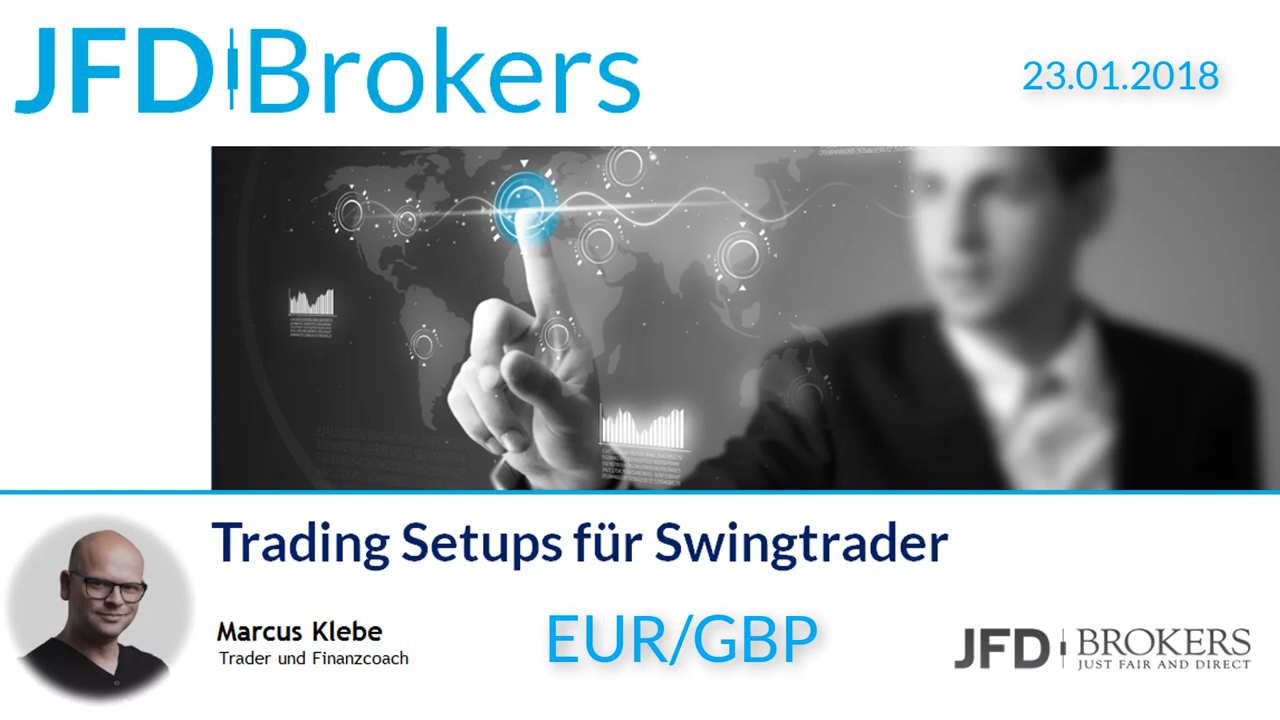 JFD Brokers
23.01.2018
Trading Setups für Swingtrader
Marcus Klebe
Trader und Finanzcoach
EUR/GBP
JFD BROKERS
JUST FAIR AND DIRECT